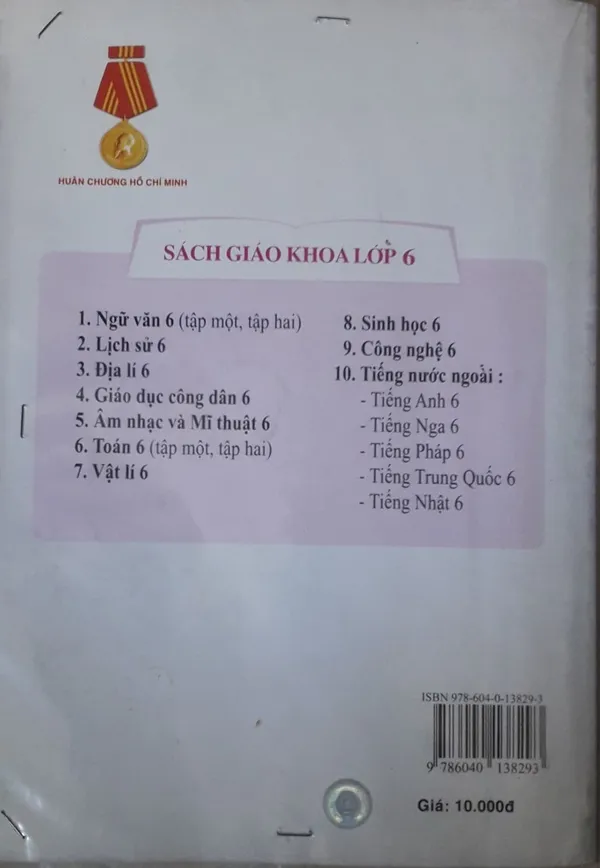 HUÂN CHƯƠNG HỒ CHÍ MINH
SÁCH GIÁO KHOA LỚP 6
1. Ngữ văn 6 (tập một, tập hai)
2. Lịch sử 6
3. Địa lí 6
4. Giáo dục công dân 6
5. Âm nhạc và Mĩ thuật 6
6. Toán 6 (tập một, tập hai)
7. Vật lí 6
8. Sinh học 6
9. Công nghệ 6
10. Tiếng nước ngoài :
- Tiếng Anh 6
- Tiếng Nga 6
- Tiếng Pháp 6
- Tiếng Trung Quốc 6
- Tiếng Nhật 6
ISBN 978-604-0-13829-3
9 786040 138293
Giá: 10.000đ